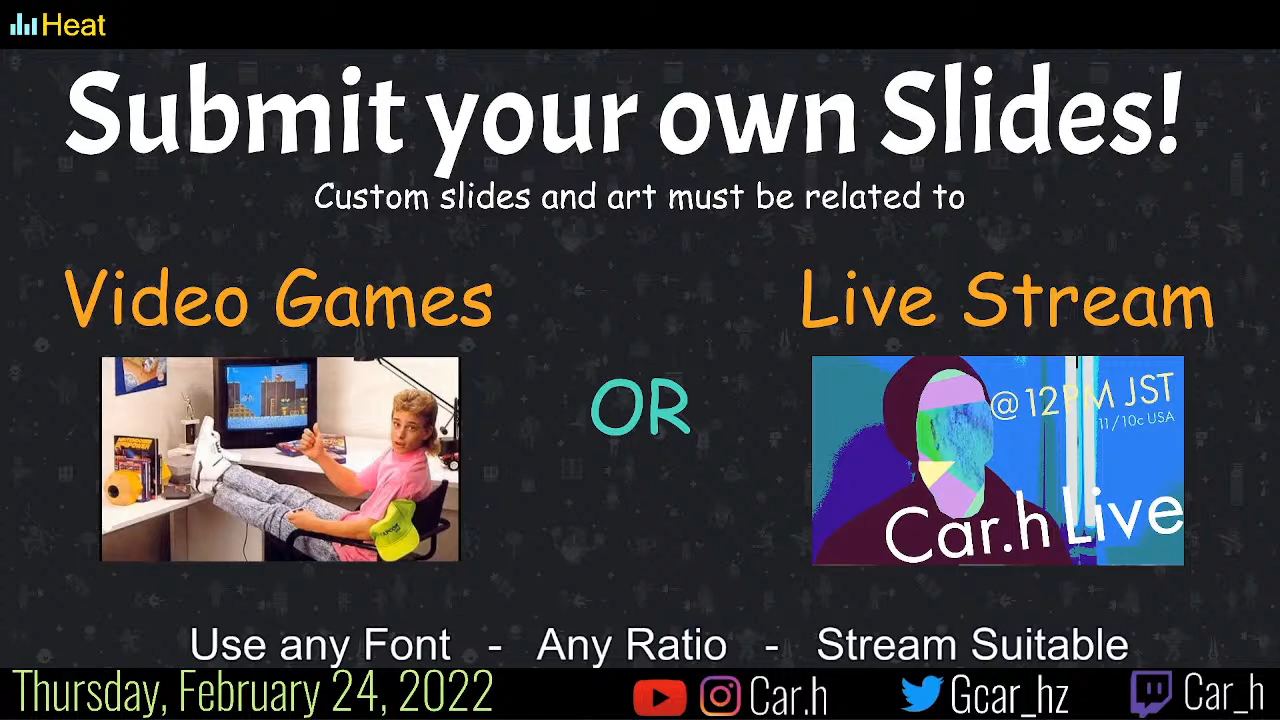 Heat
Submit your own Slides!
Custom slides and art must be related to
Video Games
Live Stream
OR
@12PM JST
11/10c USA
Car.h Live
Use any Font - Any Ratio - Stream Suitable
Thursday, February 24, 2022
Car.h
Gcar_hz
Car_h